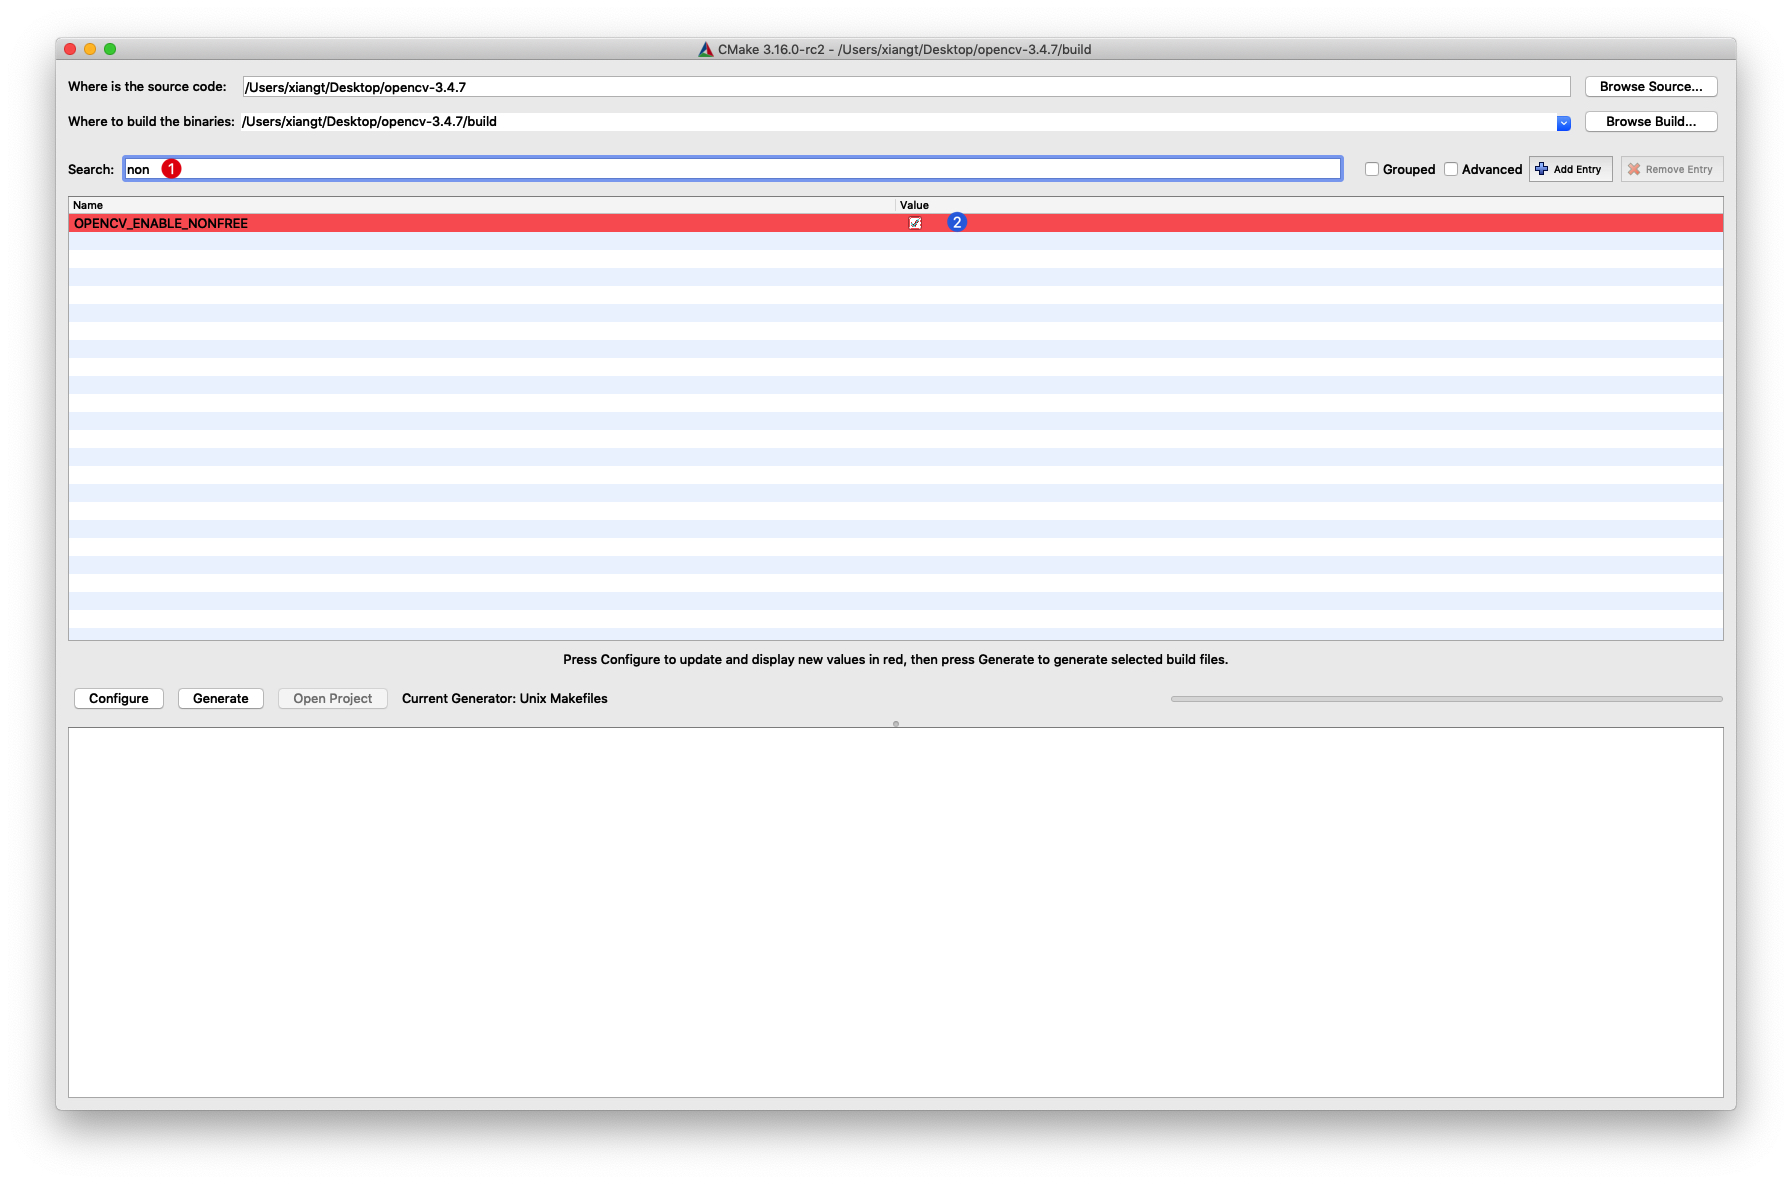 CMake 3.16.0-rc2 - /Users/xiangt/Desktop/opencv-3.4.7/build
Where is the source code: /Users/xiangt/Desktop/opencv-3.4.7 Browse Source...
Where to build the binaries: /Users/xiangt/Desktop/opencv-3.4.7/build Browse Build...
Search: non 1 Grouped Advanced Add Entry Remove Entry
Name Value
OPENCV_ENABLE_NONFREE 2
Press Configure to update and display new values in red, then press Generate to generate selected build files.
Configure Generate Open Project Current Generator: Unix Makefiles